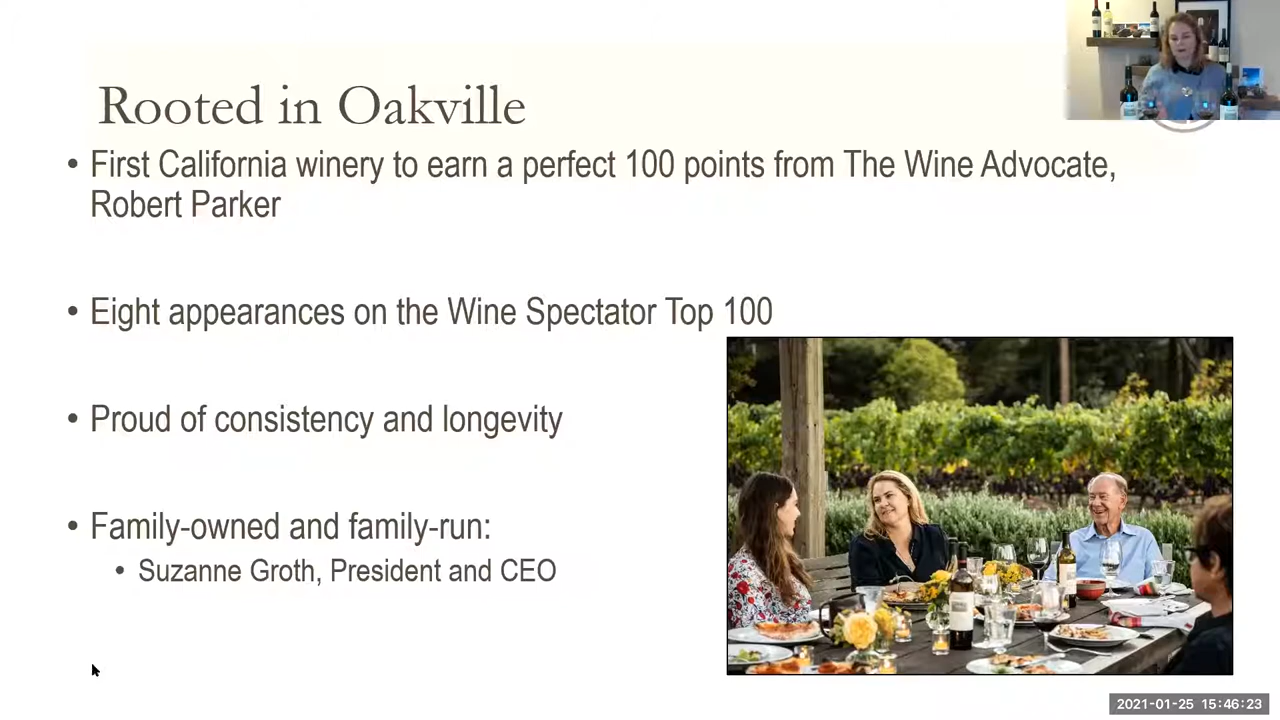 Rooted in Oakville
• First California winery to earn a perfect 100 points from The Wine Advocate,
Robert Parker
• Eight appearances on the Wine Spectator Top 100
• Proud of consistency and longevity
• Family-owned and family-run:
• Suzanne Groth, President and CEO
2021-01-25 15:46:23